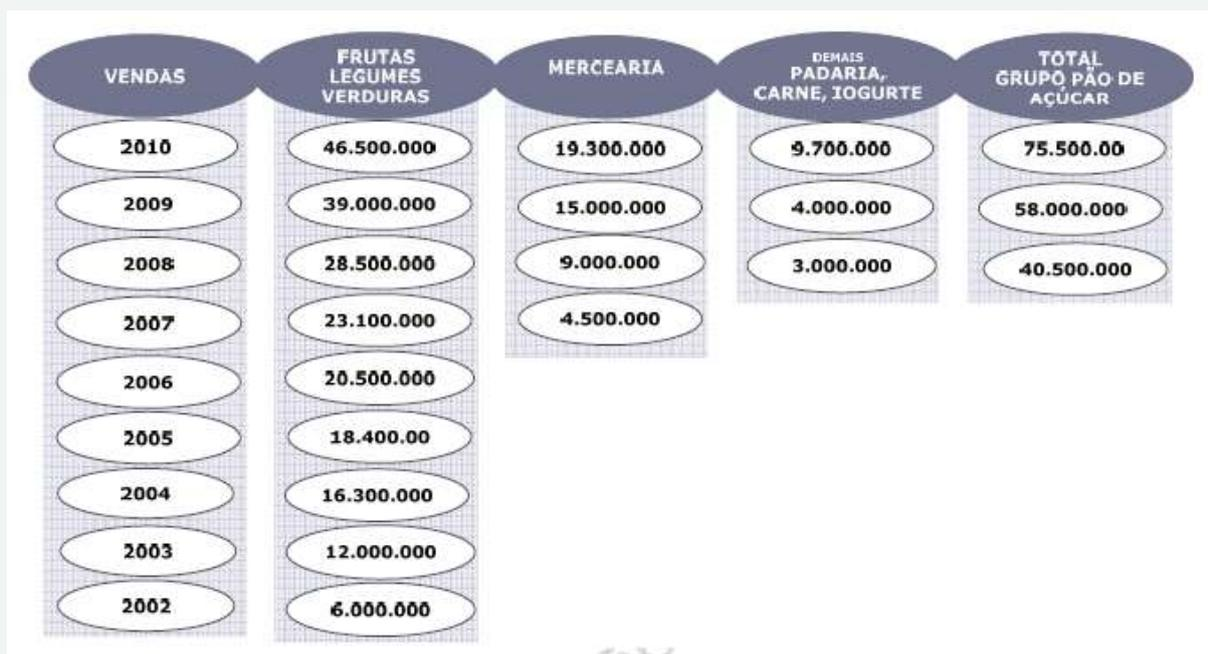 VENDAS
FRUTAS
LEGUMES
VERDURAS
MERCEARIA
DEMAIS
PADARIA,
CARNE, IOGURTE
TOTAL
GRUPO PÃO DE
AÇÚCAR
2010 46.500.000 19.300.000 9.700.000 75.500.00
2009 39.000.000 15.000.000 4.000.000 58.000.000
2008 28.500.000 9.000.000 3.000.000 40.500.000
2007 23.100.000 4.500.000
2006 20.500.000
2005 18.400.00
2004 16.300.000
2003 12.000.000
2002 6.000.000